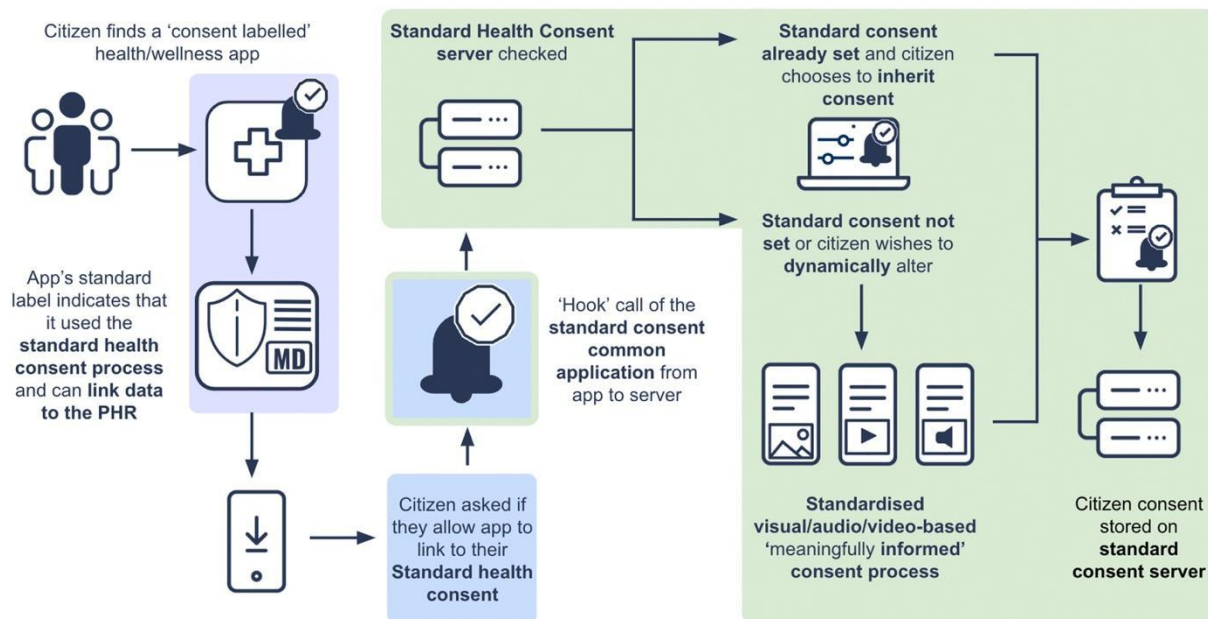 Citizen finds a ‘consent labelled’
health/wellness app
App’s standard
label indicates that
it used the
standard health
consent process
and can link data
to the PHR
MD
Citizen asked if
they allow app to
link to their
Standard health
consent
‘Hook’ call of the
standard consent
common
application from
app to server
Standard Health Consent
server checked
Standard consent
already set and citizen
chooses to inherit
consent
Standard consent not
set or citizen wishes to
dynamically alter
Standardised
visual/audio/video-based
‘meaningfully informed’
consent process
Citizen consent
stored on
standard
consent server